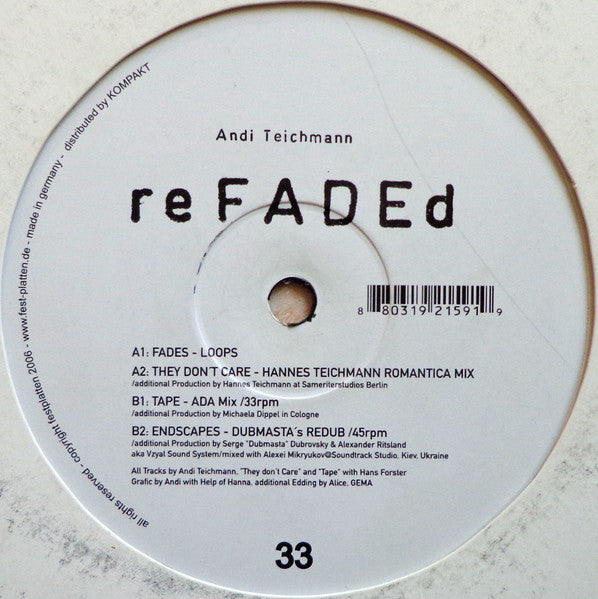 Andi Teichmann
reFADEd
8 80319 21591 9
A1: FADES - LOOPS
A2: THEY DON´T CARE - HANNES TEICHMANN ROMANTICA MIX
/additional Production by Hannes Teichmann at Sameriterstudios Berlin
B1: TAPE - ADA Mix /33rpm
/additional Production by Michaela Dippel in Cologne
B2: ENDSCAPES - DUBMASTA´s REDUB /45rpm
/additional Production by Serge "Dubmasta" Dubrovsky & Alexander Ritsland
aka Vzyal Sound System/mixed with Alexei Mikryukov@Soundtrack Studio, Kiev, Ukraine
All Tracks by Andi Teichmann, "They don´t Care" and "Tape" with Hans Forster
Grafic by Andi with Help of Hanna, additional Edding by Alice, GEMA
33
all rights reserved - copyright festplatten 2006 - www.fest-platten.de - made in germany - distributed by KOMPAKT